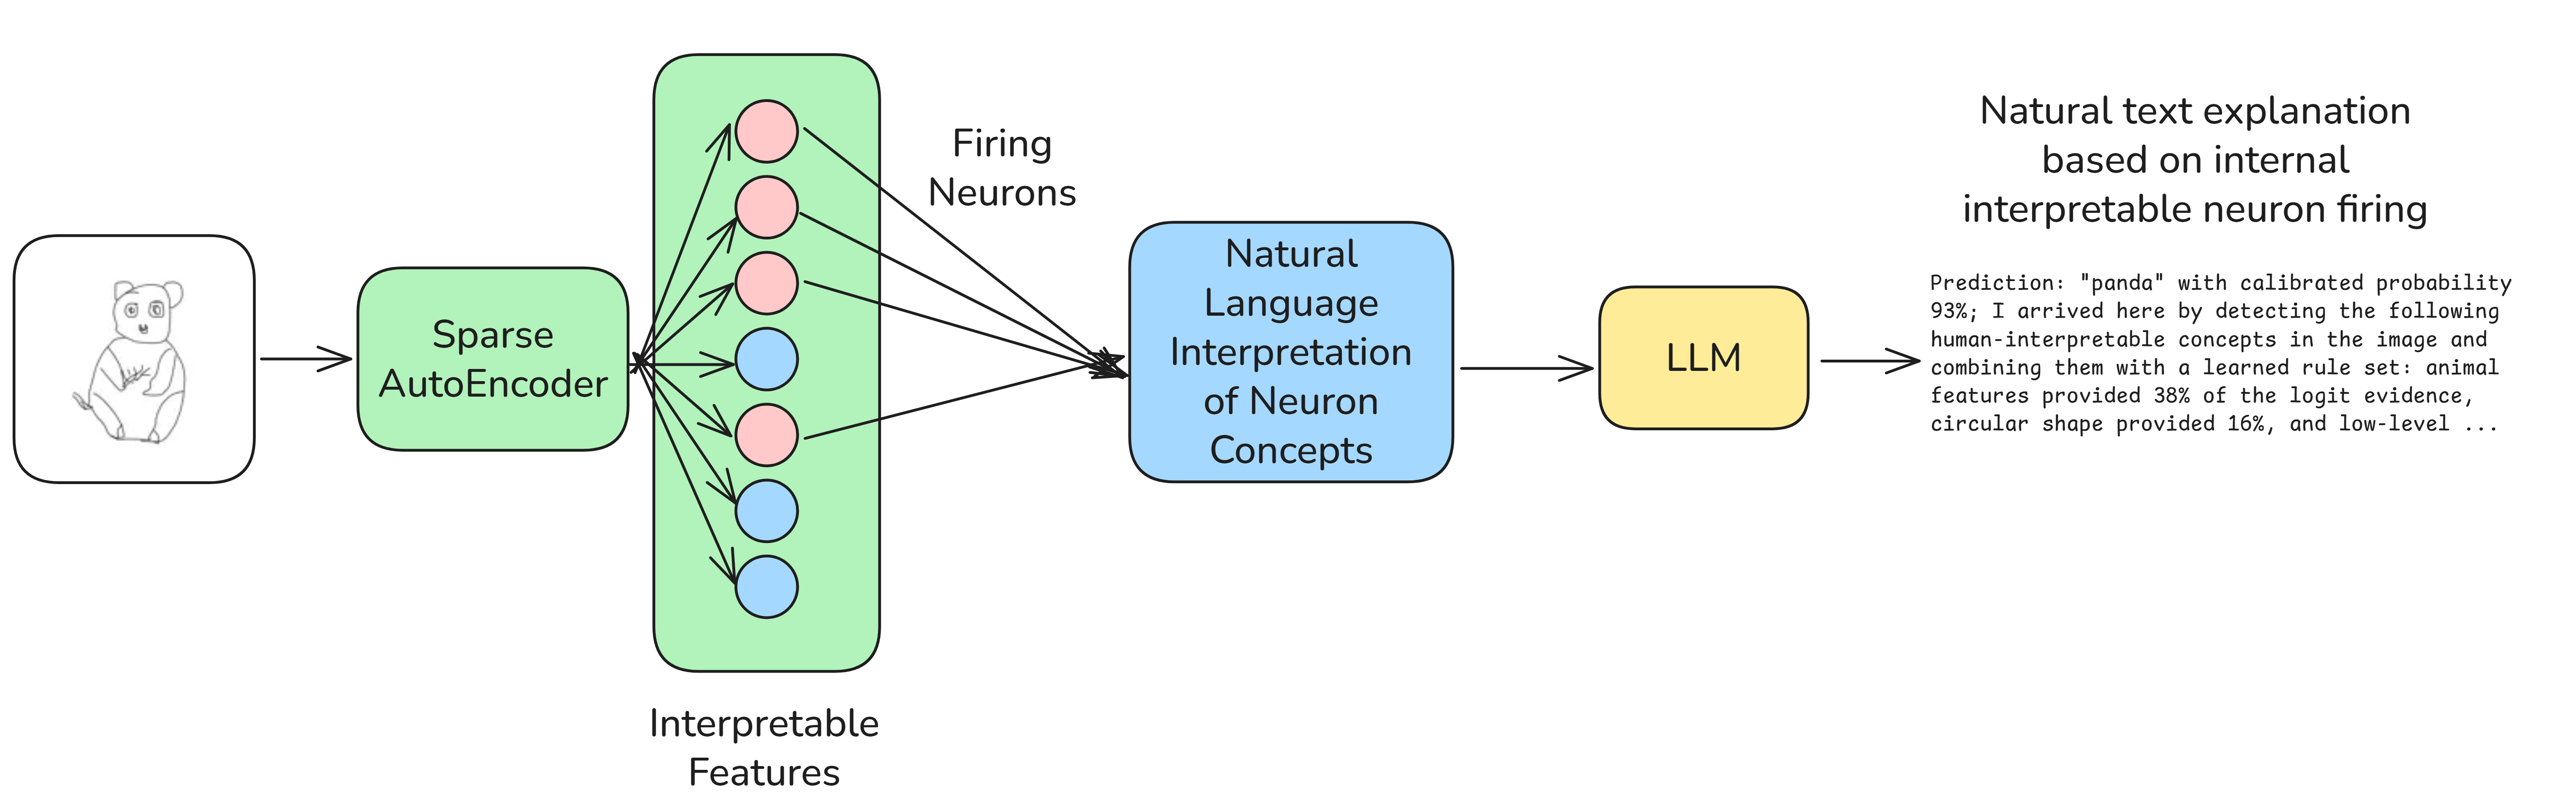 Sparse
AutoEncoder
Interpretable
Features
Firing
Neurons
Natural
Language
Interpretation
of Neuron
Concepts
LLM
Natural text explanation
based on internal
interpretable neuron firing
Prediction: "panda" with calibrated probability
93%; I arrived here by detecting the following
human-interpretable concepts in the image and
combining them with a learned rule set: animal
features provided 38% of the logit evidence,
circular shape provided 16%, and low-level ...